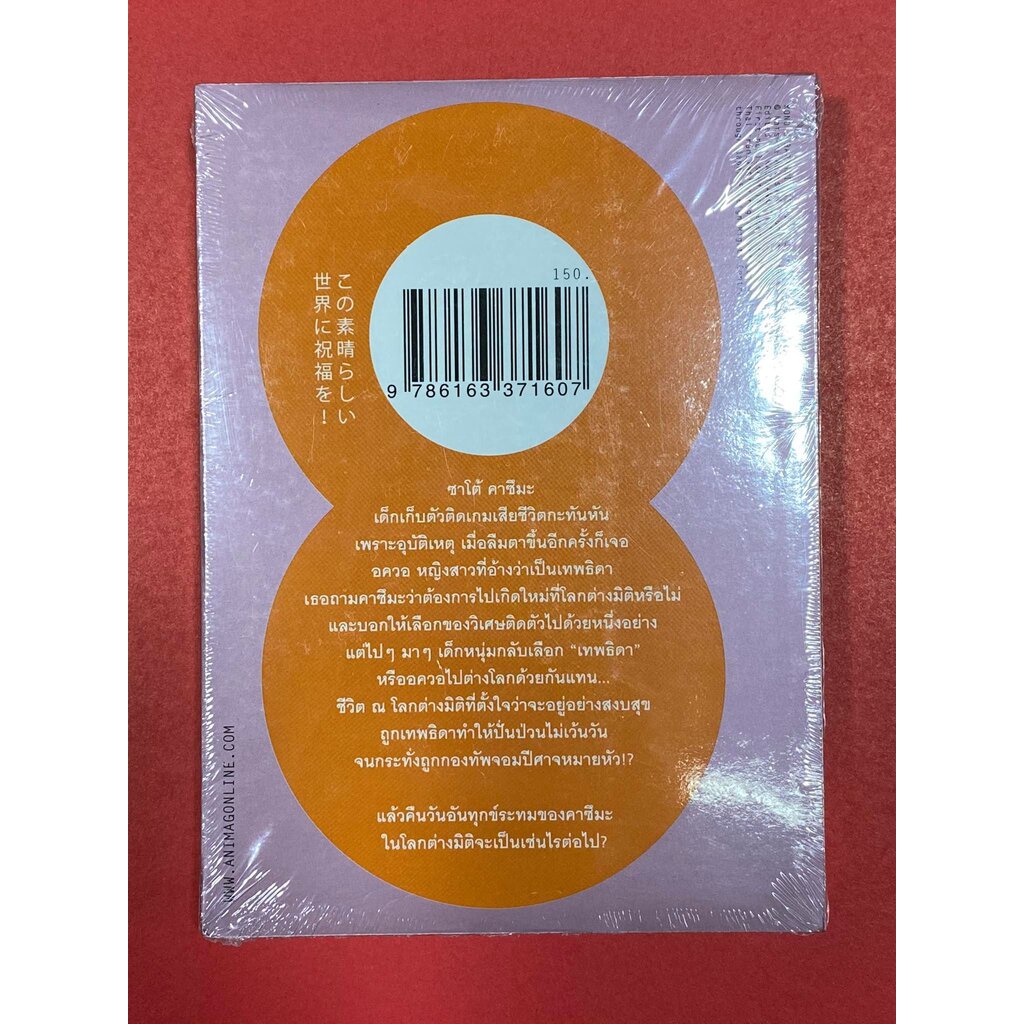 この素晴らしい
世界に祝福を！
150.
9 786163 371607
ซาโต้ คาซึมะ
เด็กเก็บตัวติดเกมเสียชีวิตกะทันหัน
เพราะอุบัติเหตุ เมื่อลืมตาขึ้นอีกครั้งก็เจอ
อควอ หญิงสาวที่อ้างว่าเป็นเทพธิดา
เธอถามคาซึมะว่าต้องการไปเกิดใหม่ที่โลกต่างมิติหรือไม่
และบอกให้เลือกของวิเศษติดตัวไปด้วยหนึ่งอย่าง
แต่ไปๆ มาๆ เด็กหนุ่มกลับเลือก “เทพธิดา”
หรืออควอไปต่างโลกด้วยกันแทน...
ชีวิต ณ โลกต่างมิติที่ตั้งใจว่าจะอยู่อย่างสงบสุข
ถูกเทพธิดาทำให้ปั่นป่วนไม่เว้นวัน
จนกระทั่งถูกกองทัพจอมปีศาจหมายหัว!?
แล้วคืนวันอันทุกข์ระทมของคาซึมะ
ในโลกต่างมิติจะเป็นเช่นไรต่อไป?
WWW.ANIMAGONLINE.COM